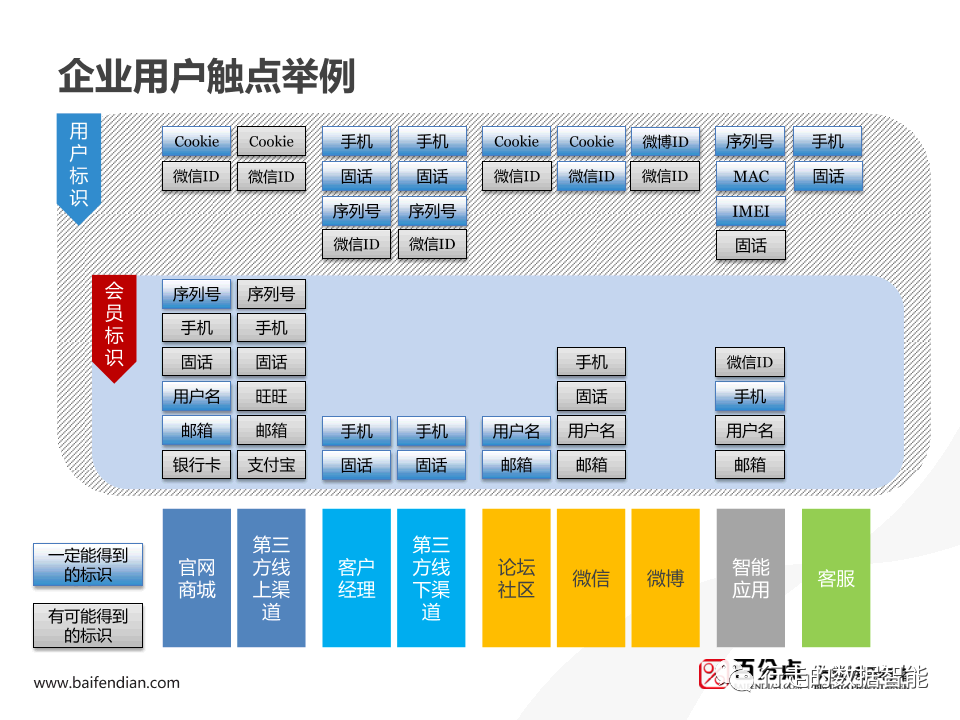 企业用户触点举例
用户标识
Cookie Cookie 手机 手机 Cookie Cookie 微博ID 序列号 手机
微信ID 微信ID 固话 固话 微信ID 微信ID 微信ID MAC 固话
序列号 序列号 IMEI
微信ID 微信ID 固话
会员标识
序列号 序列号
手机 手机
固话 固话 手机 微信ID
用户名 旺旺 固话 手机
邮箱 邮箱 手机 手机 用户名 用户名 用户名
银行卡 支付宝 固话 固话 邮箱 邮箱 邮箱
一定能得到
的标识
有可能得到
的标识
官网
商城
第三
方线
上渠
道
客户
经理
第三
方线
下渠
道
论坛
社区
微信
微博
智能
应用
客服
www.baifendian.com
百分点
的数据智能